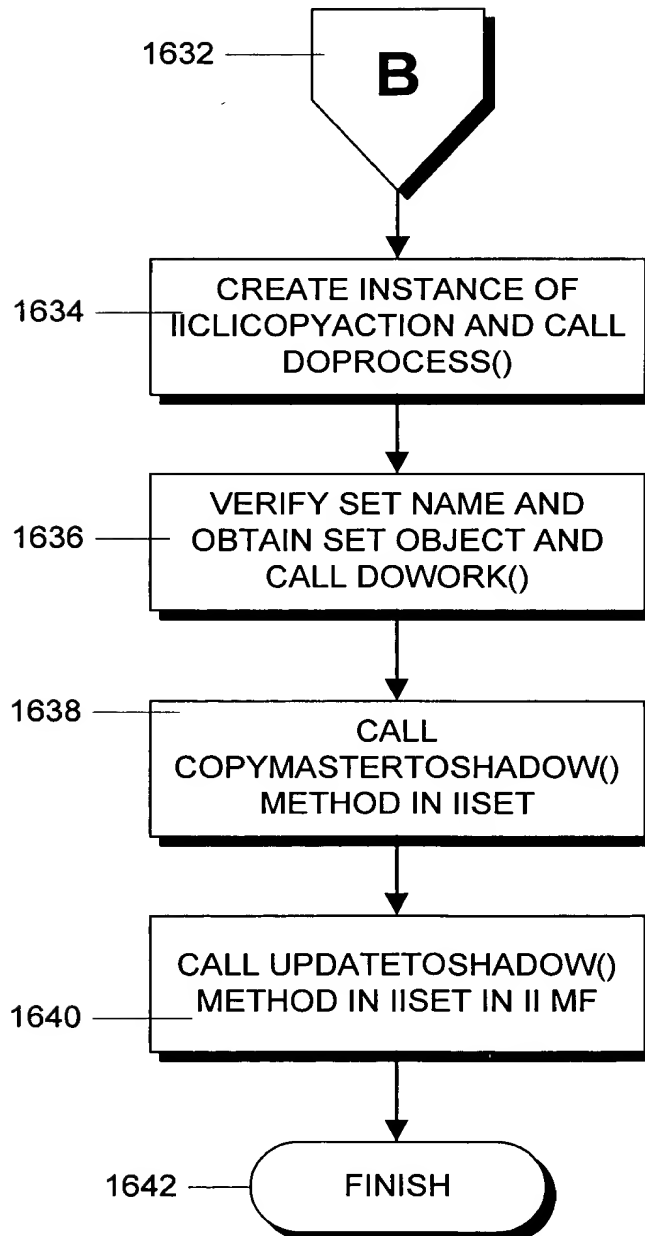 1632
B
1634
CREATE INSTANCE OF
IICLICOPYACTION AND CALL
DOPROCESS()
1636
VERIFY SET NAME AND
OBTAIN SET OBJECT AND
CALL DOWORK()
1638
CALL
COPYMASTERTOSHADOW()
METHOD IN IISET
CALL UPDATETOSHADOW()
METHOD IN IISET IN II MF
1640
1642
FINISH